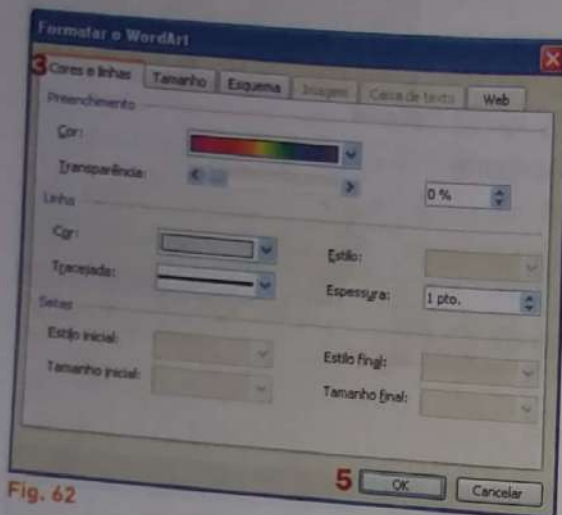 Formatar o WordArt
3 Cores e linhas Tamanho Esquema Imagem Caixa de texto Web
Preenchimento
Cor:
Transparência: 0 %
Linha
Cor: Estilo:
Tracejada: Espessura: 1 pto.
Setas
Estilo inicial: Estilo final:
Tamanho inicial: Tamanho final:
5 OK Cancelar
Fig. 62